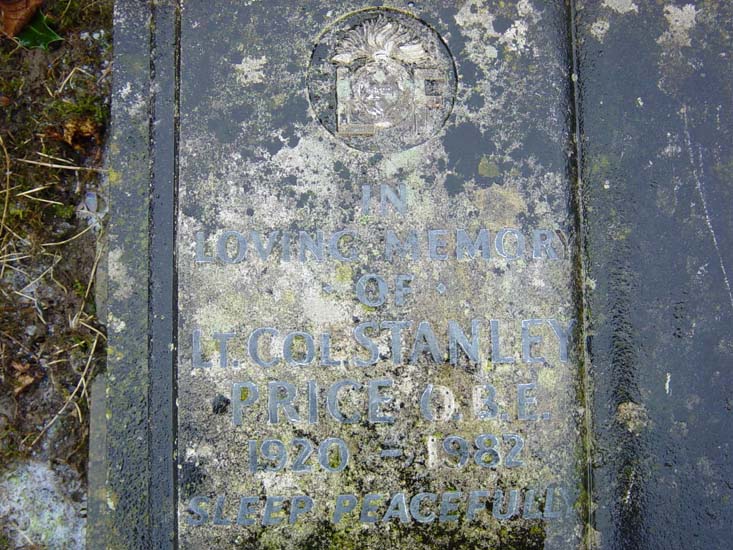 IN
LOVING MEMORY
· OF ·
LT. COL. STANLEY
PRICE O.B.E.
1920 - 1982
SLEEP PEACEFULLY